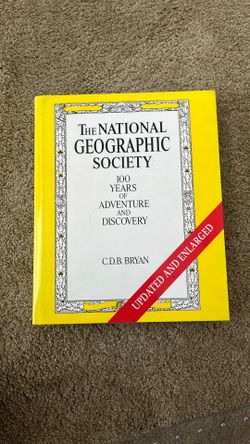 THE NATIONAL
GEOGRAPHIC
SOCIETY
100
YEARS
OF
ADVENTURE
AND
DISCOVERY
C.D.B. BRYAN
UPDATED AND ENLARGED